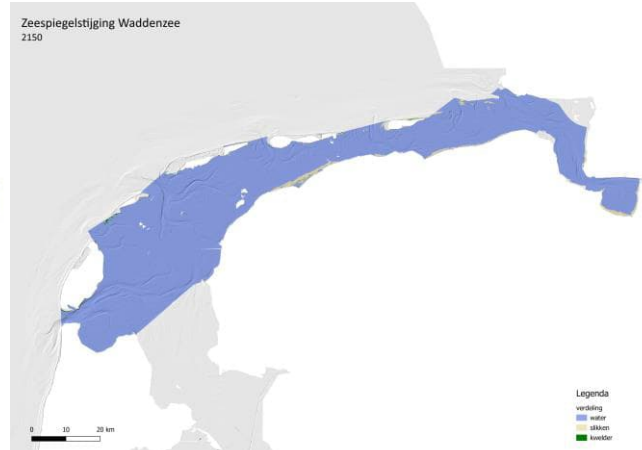 Zeespiegelstijging Waddenzee
2150
Legenda
verdeling
water
slikken
kwelder
0 10 20 km